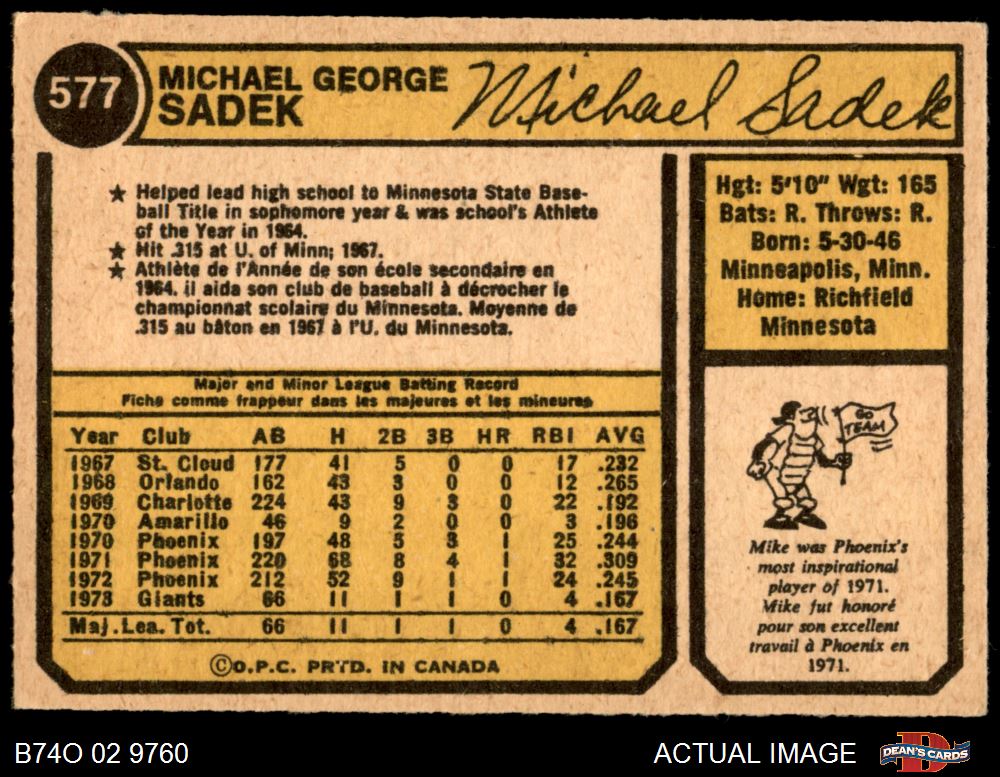 577
MICHAEL GEORGE
SADEK
Michael Sadek
★ Helped lead high school to Minnesota State Base-
ball Title in sophomore year & was school's Athlete
of the Year in 1964.
★ Hit .315 at U. of Minn; 1967.
★ Athlète de l'Année de son école secondaire en
1964. il aida son club de baseball à décrocher le
championnat scolaire du Minnesota. Moyenne de
.315 au bâton en 1967 à l'U. du Minnesota.
Hgt: 5'10" Wgt: 165
Bats: R. Throws: R.
Born: 5-30-46
Minneapolis, Minn.
Home: Richfield
Minnesota
Major and Minor League Batting Record
Fiche comme frappeur dans les majeures et les mineures
Year Club AB H 2B 3B HR RBI AVG
1967 St. Cloud 177 41 5 0 0 17 .232
1968 Orlando 162 43 3 0 0 12 .265
1969 Charlotte 224 43 9 3 0 22 .192
1970 Amarillo 46 9 2 0 0 3 .196
1970 Phoenix 197 48 5 3 1 25 .244
1971 Phoenix 220 68 8 4 1 32 .309
1972 Phoenix 212 52 9 1 1 24 .245
1973 Giants 66 11 1 1 0 4 .167
Maj. Lea. Tot. 66 11 1 1 0 4 .167
©O.P.C. PRTD. IN CANADA
GO
TEAM
Mike was Phoenix's
most inspirational
player of 1971.
Mike fut honoré
pour son excellent
travail à Phoenix en
1971.
B74O 02 9760
ACTUAL IMAGE
DEAN'S CARDS